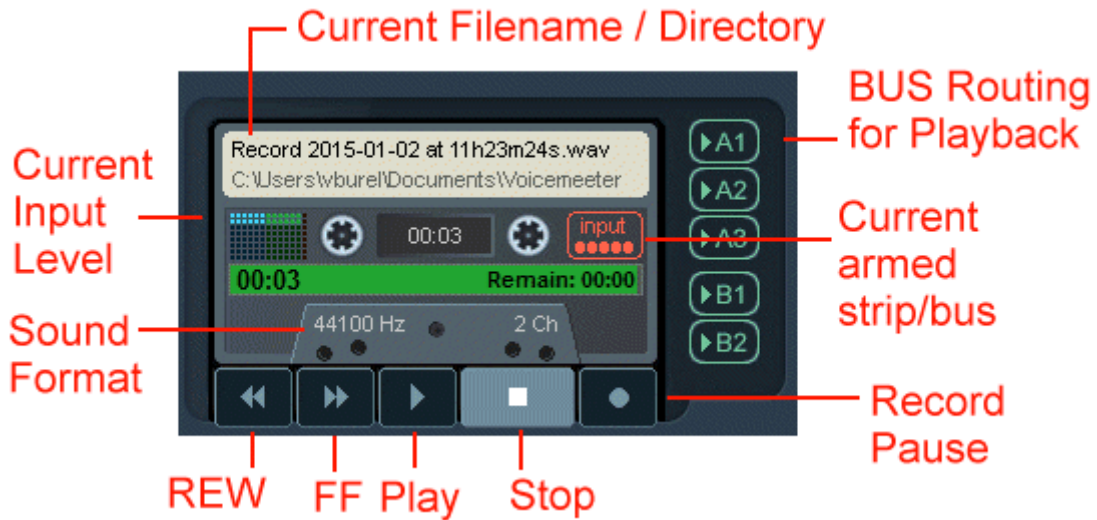 Current Filename / Directory
BUS Routing
for Playback
Current
Input
Level
Record 2015-01-02 at 11h23m24s.wav
C:\Users\vburel\Documents\Voicemeeter
▶A1
▶A2
▶A3
▶B1
▶B2
00:03
input
Current
armed
strip/bus
00:03 Remain: 00:00
Sound
Format
44100 Hz 2 Ch
Record
Pause
REW FF Play Stop